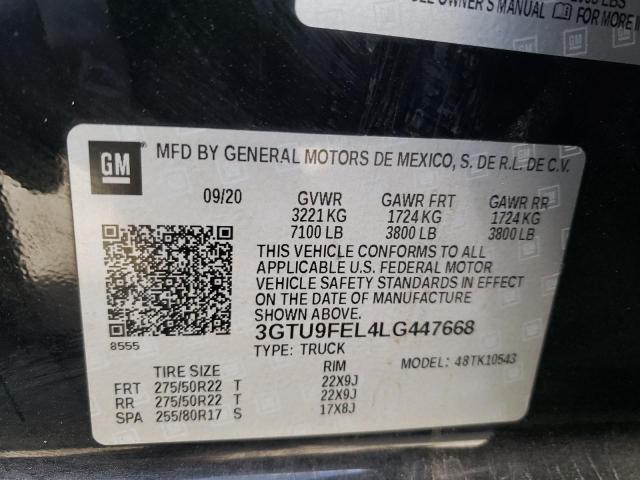 LBS
OWNER'S MANUAL FOR MORE
GM
MFD BY GENERAL MOTORS DE MEXICO, S. DE R.L. DE C.V.
09/20 GVWR GAWR FRT GAWR RR
3221 KG 1724 KG 1724 KG
7100 LB 3800 LB 3800 LB
THIS VEHICLE CONFORMS TO ALL
APPLICABLE U.S. FEDERAL MOTOR
VEHICLE SAFETY STANDARDS IN EFFECT
ON THE DATE OF MANUFACTURE
SHOWN ABOVE.
3GTU9FEL4LG447668
8555
TYPE: TRUCK MODEL: 48TK10543
TIRE SIZE RIM
FRT 275/50R22 T 22X9J
RR 275/50R22 T 22X9J
SPA 255/80R17 S 17X8J